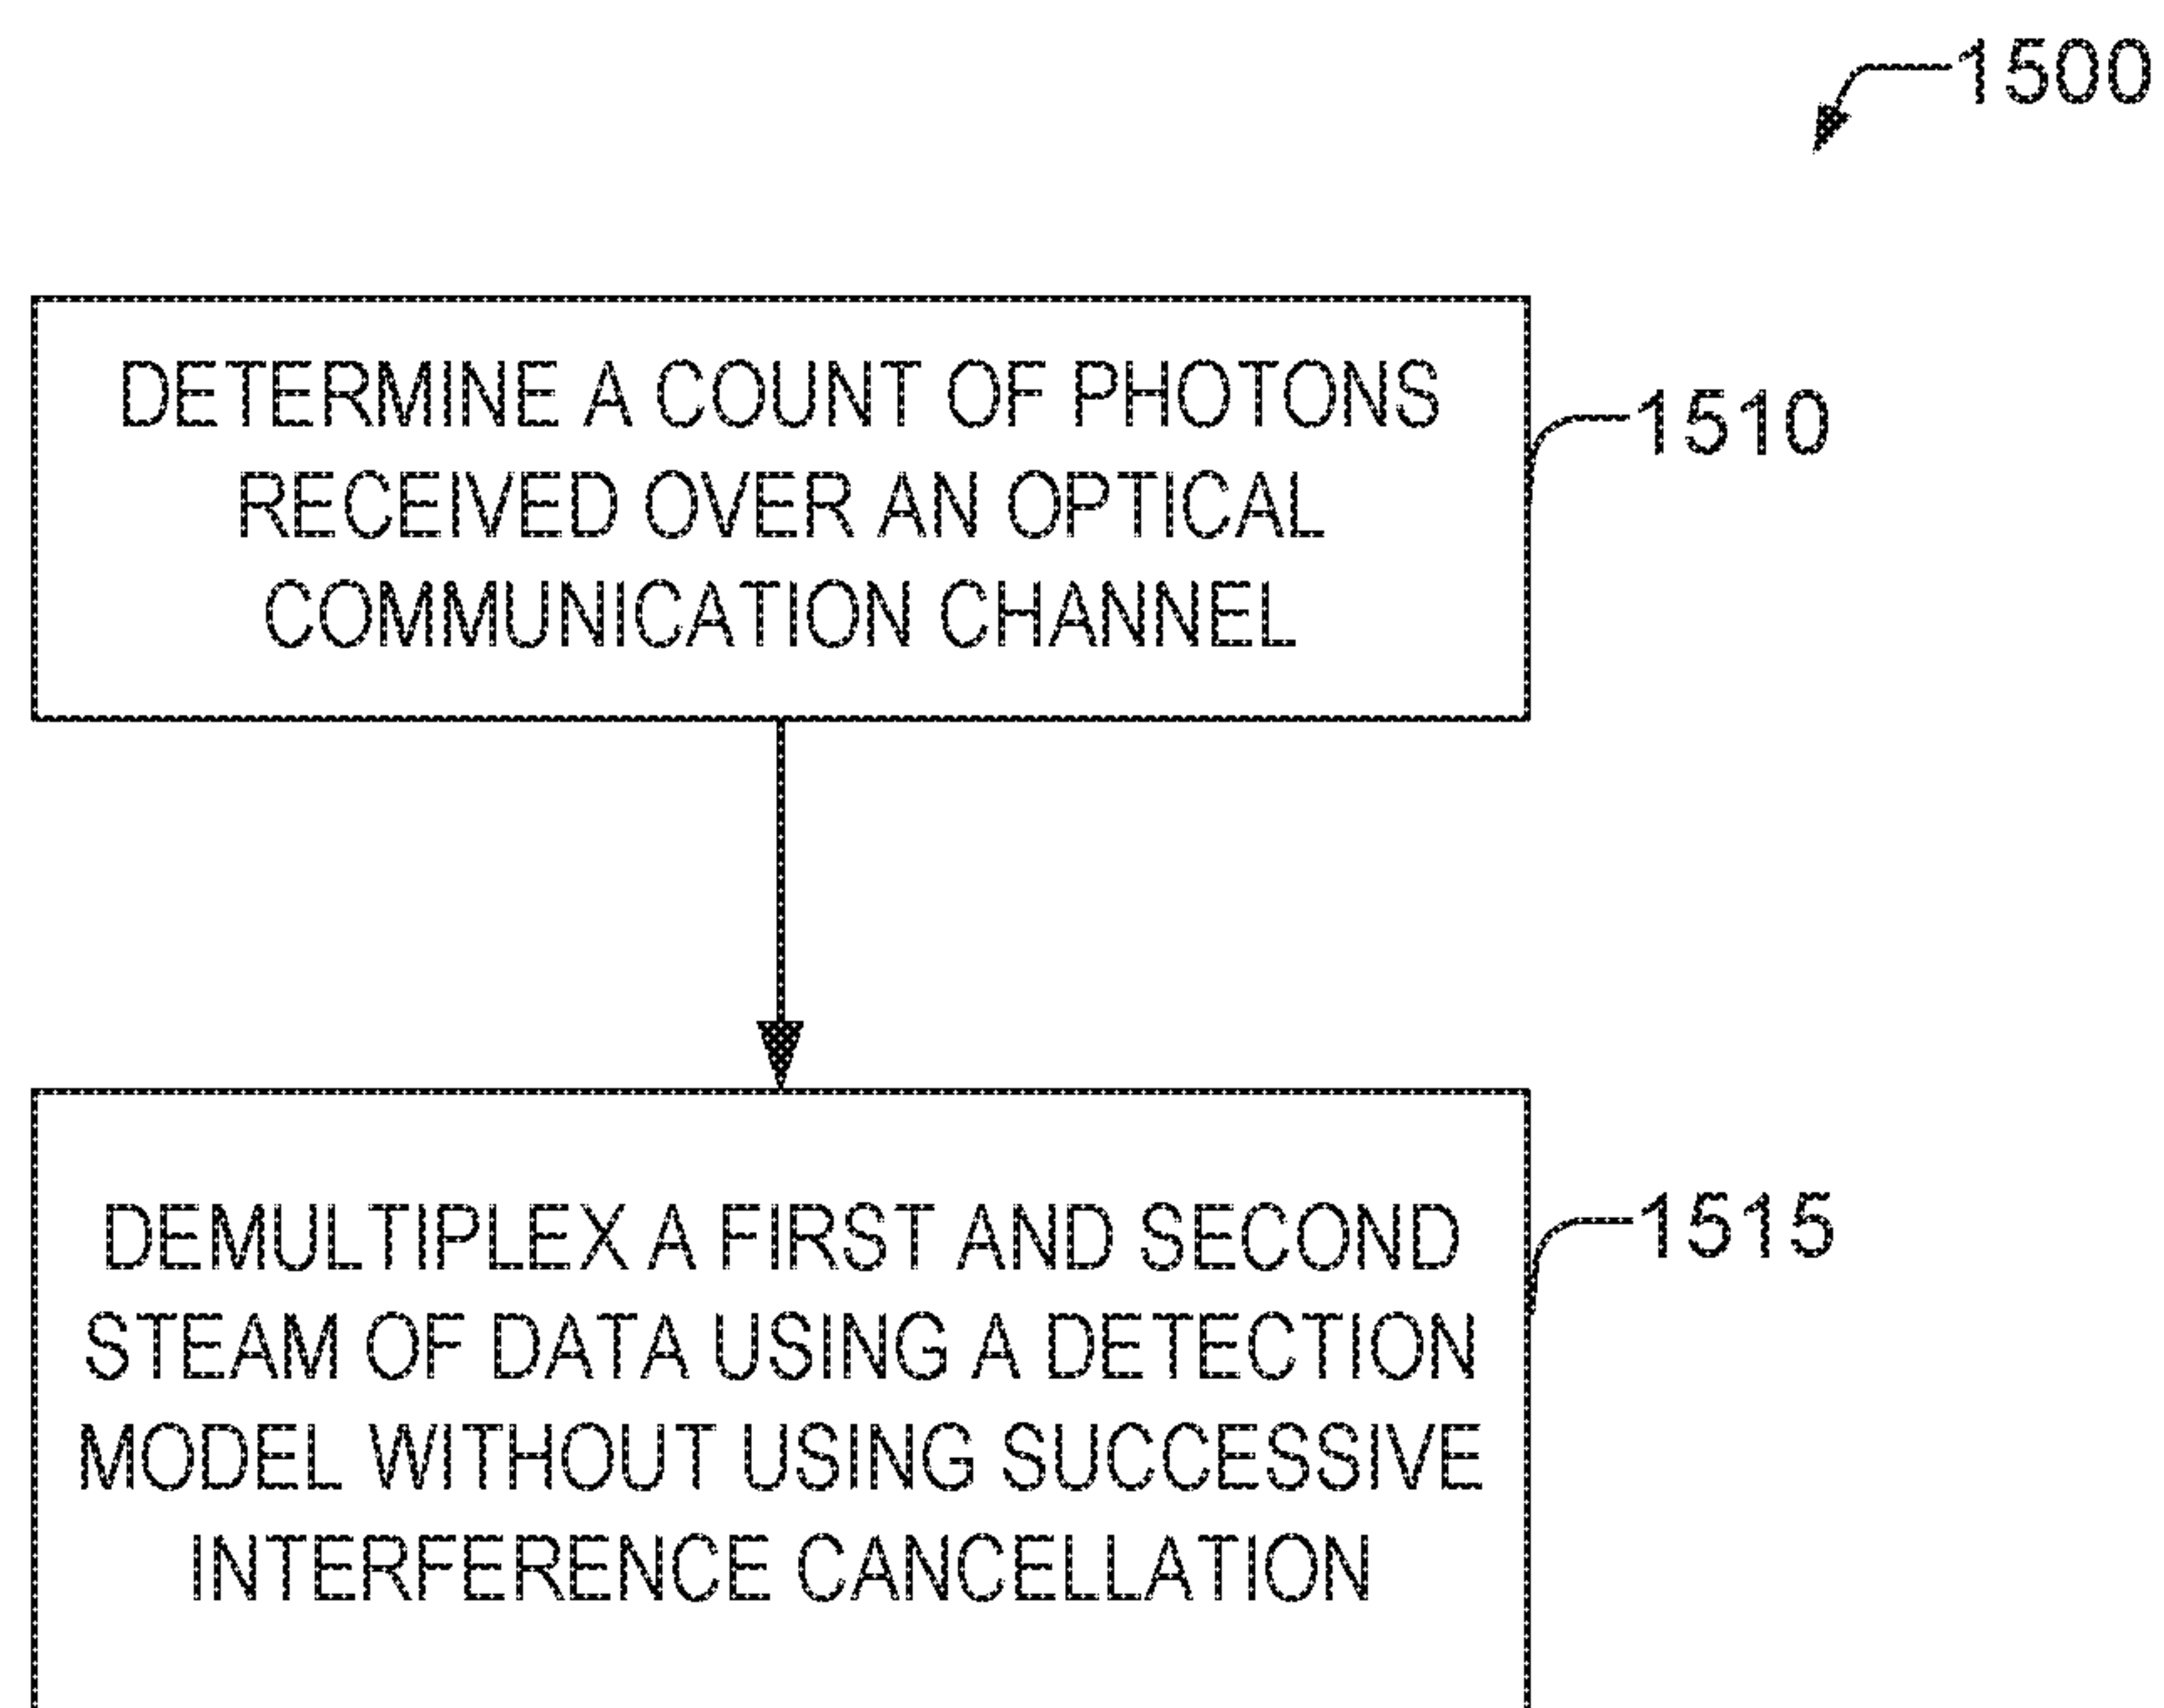 1500
DETERMINE A COUNT OF PHOTONS
RECEIVED OVER AN OPTICAL
COMMUNICATION CHANNEL
1510
DEMULTIPLEX A FIRST AND SECOND
STEAM OF DATA USING A DETECTION
MODEL WITHOUT USING SUCCESSIVE
INTERFERENCE CANCELLATION
1515